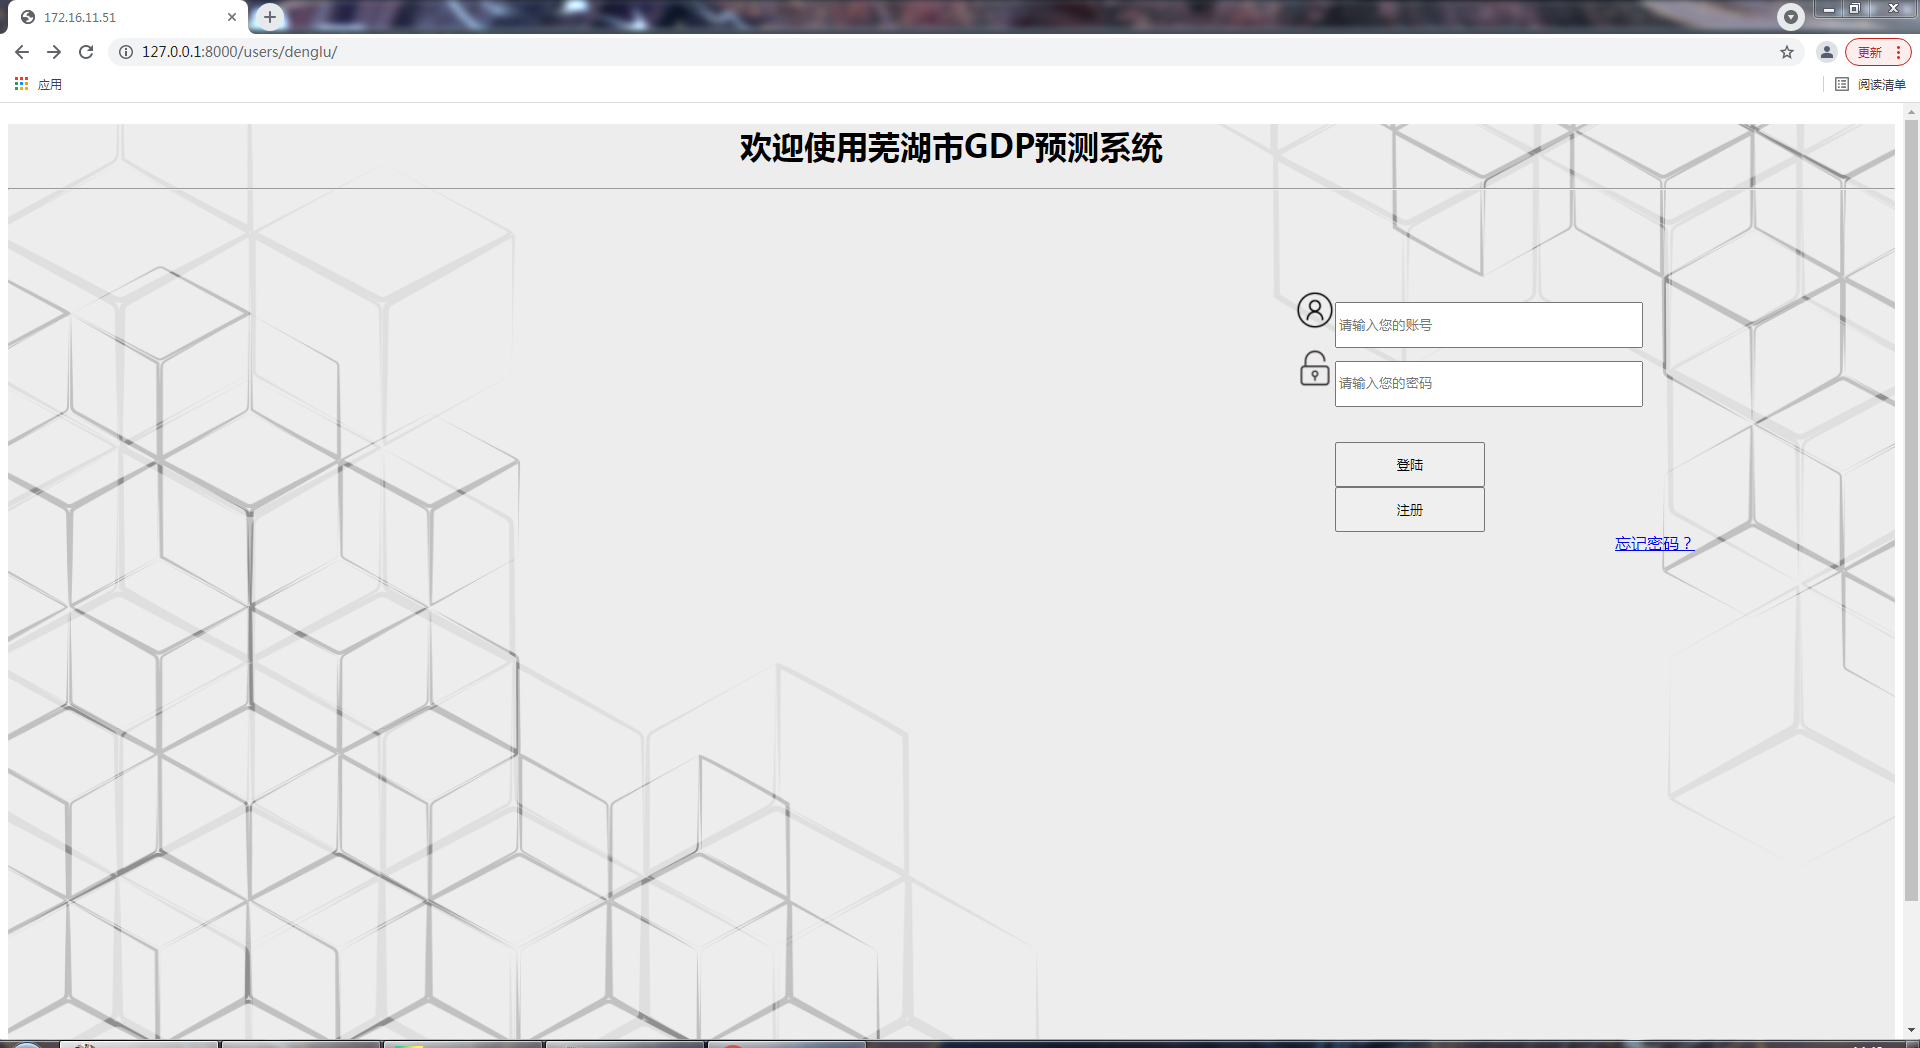 172.16.11.51
127.0.0.1:8000/users/denglu/
更新
应用
阅读清单
欢迎使用芜湖市GDP预测系统
请输入您的账号
请输入您的密码
登陆
注册
忘记密码？